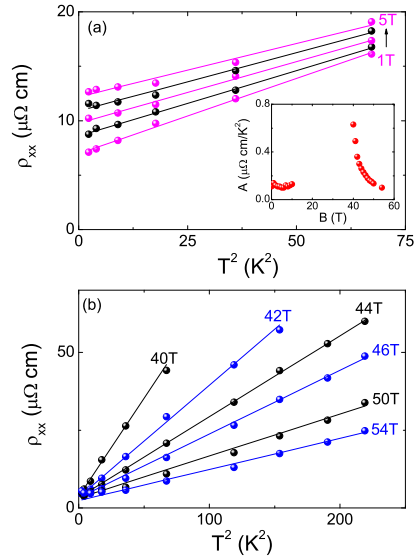 (a)
5T
1T
20
10
0
ρxx (μΩ cm)
0.8
0.4
0.0
A (μΩ cm/K²)
0 20 40 60
B (T)
0 25 50 75
T² (K²)
(b)
40T
42T
44T
46T
50T
54T
50
0
ρxx (μΩ cm)
0 100 200
T² (K²)